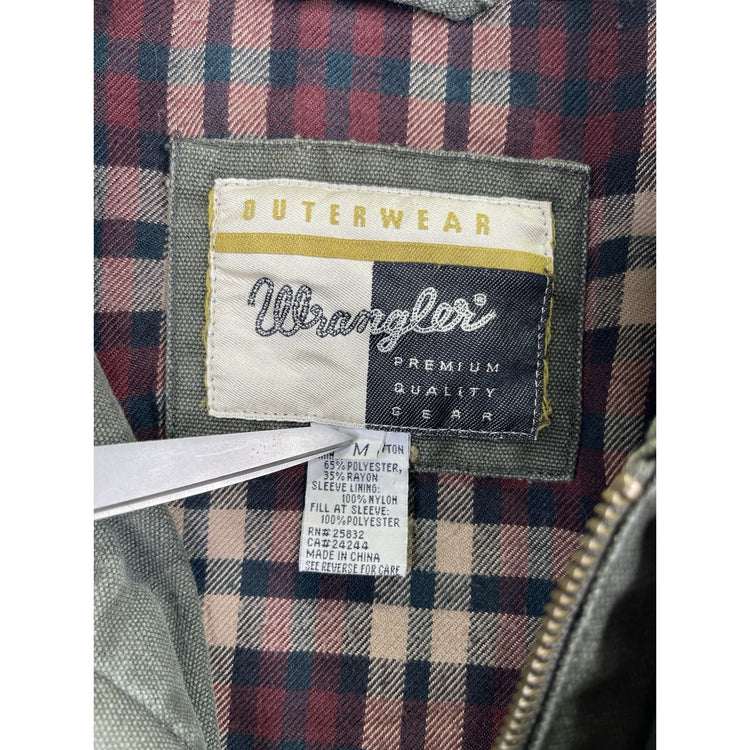 OUTERWEAR
Wrangler®
PREMIUM
QUALITY
GEAR
M
65% POLYESTER,
35% RAYON
SLEEVE LINING:
100% NYLON
FILL AT SLEEVE:
100% POLYESTER
RN# 25832
CA# 24244
MADE IN CHINA
SEE REVERSE FOR CARE